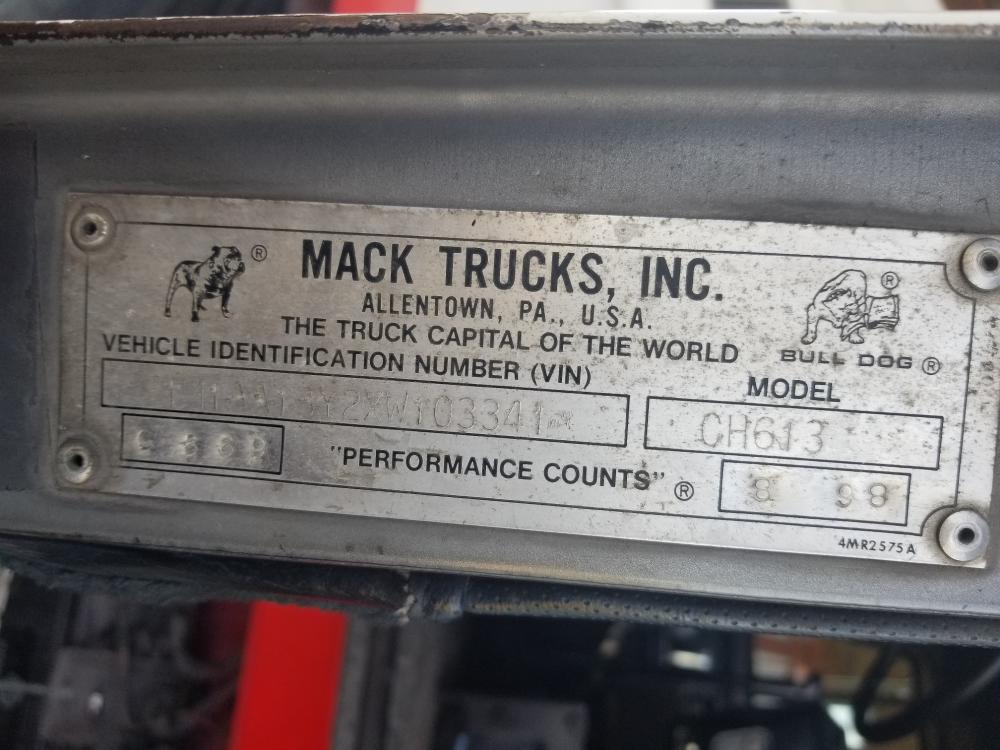 MACK TRUCKS, INC.
ALLENTOWN, PA., U.S.A.
THE TRUCK CAPITAL OF THE WORLD
BULL DOG ®
VEHICLE IDENTIFICATION NUMBER (VIN)
MODEL
CH613
"PERFORMANCE COUNTS" ®
8 98
4MR2575A